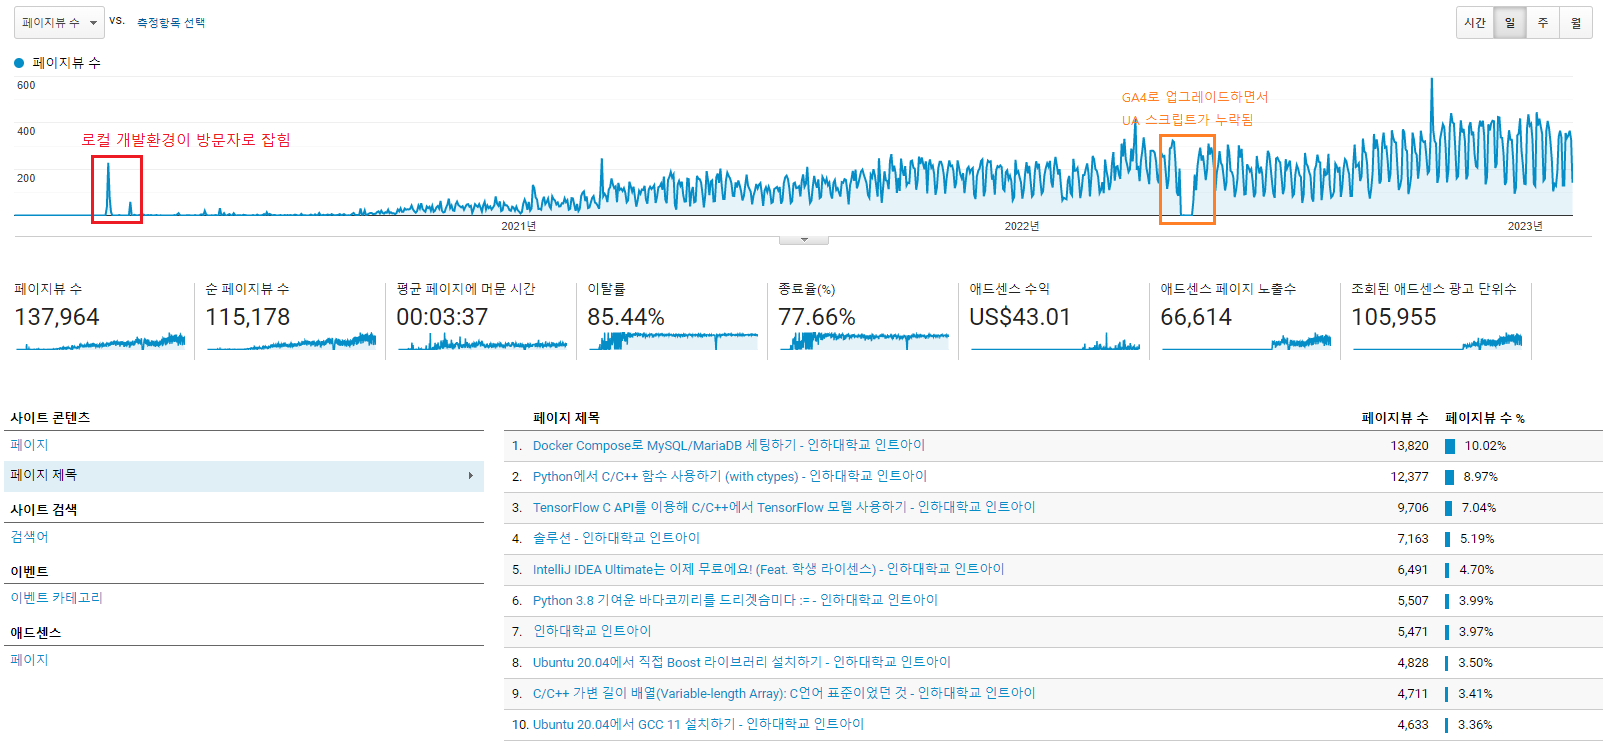 페이지뷰 수 vs. 측정항목 선택
시간 일 주 월
페이지뷰 수
600
400
200
로컬 개발환경이 방문자로 잡힘
GA4로 업그레이드하면서
UA 스크립트가 누락됨
2021년 2022년 2023년
페이지뷰 수 순 페이지뷰 수 평균 페이지에 머문 시간 이탈률 종료율(%) 애드센스 수익 애드센스 페이지 노출수 조회된 애드센스 광고 단위수
137,964 115,178 00:03:37 85.44% 77.66% US$43.01 66,614 105,955
사이트 콘텐츠
페이지
페이지 제목
사이트 검색
검색어
이벤트
이벤트 카테고리
애드센스
페이지
페이지 제목 페이지뷰 수 페이지뷰 수 %
1. Docker Compose로 MySQL/MariaDB 세팅하기 - 인하대학교 인트아이 13,820 10.02%
2. Python에서 C/C++ 함수 사용하기 (with ctypes) - 인하대학교 인트아이 12,377 8.97%
3. TensorFlow C API를 이용해 C/C++에서 TensorFlow 모델 사용하기 - 인하대학교 인트아이 9,706 7.04%
4. 솔루션 - 인하대학교 인트아이 7,163 5.19%
5. IntelliJ IDEA Ultimate는 이제 무료에요! (Feat. 학생 라이센스) - 인하대학교 인트아이 6,491 4.70%
6. Python 3.8 기여운 바다코끼리를 드리겟슴미다 := - 인하대학교 인트아이 5,507 3.99%
7. 인하대학교 인트아이 5,471 3.97%
8. Ubuntu 20.04에서 직접 Boost 라이브러리 설치하기 - 인하대학교 인트아이 4,828 3.50%
9. C/C++ 가변 길이 배열(Variable-length Array): C언어 표준이었던 것 - 인하대학교 인트아이 4,711 3.41%
10. Ubuntu 20.04에서 GCC 11 설치하기 - 인하대학교 인트아이 4,633 3.36%